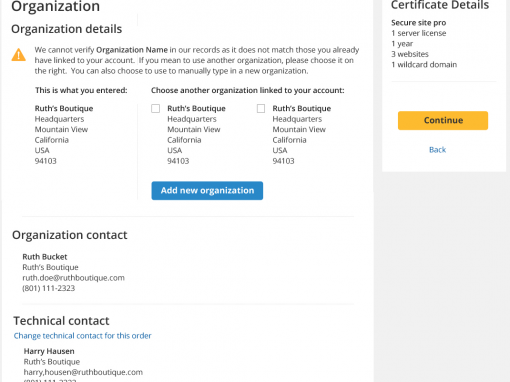 Organization
Organization details
We cannot verify Organization Name in our records as it does not match those you already
have linked to your account. If you mean to use another organization, please choose it on
the right. You can also choose to use to manually type in a new organization.
This is what you entered:
Ruth's Boutique
Headquarters
Mountain View
California
USA
94103
Choose another organization linked to your account:
Ruth's Boutique
Headquarters
Mountain View
California
USA
94103
Ruth's Boutique
Headquarters
Mountain View
California
USA
94103
Add new organization
Organization contact
Ruth Bucket
Ruth's Boutique
ruth.doe@ruthboutique.com
(801) 111-2323
Technical contact
Change technical contact for this order
Harry Hausen
Ruth's Boutique
harry,housen@ruthboutique.com
(801) 111-2323
Certificate Details
Secure site pro
1 server license
1 year
3 websites
1 wildcard domain
Continue
Back